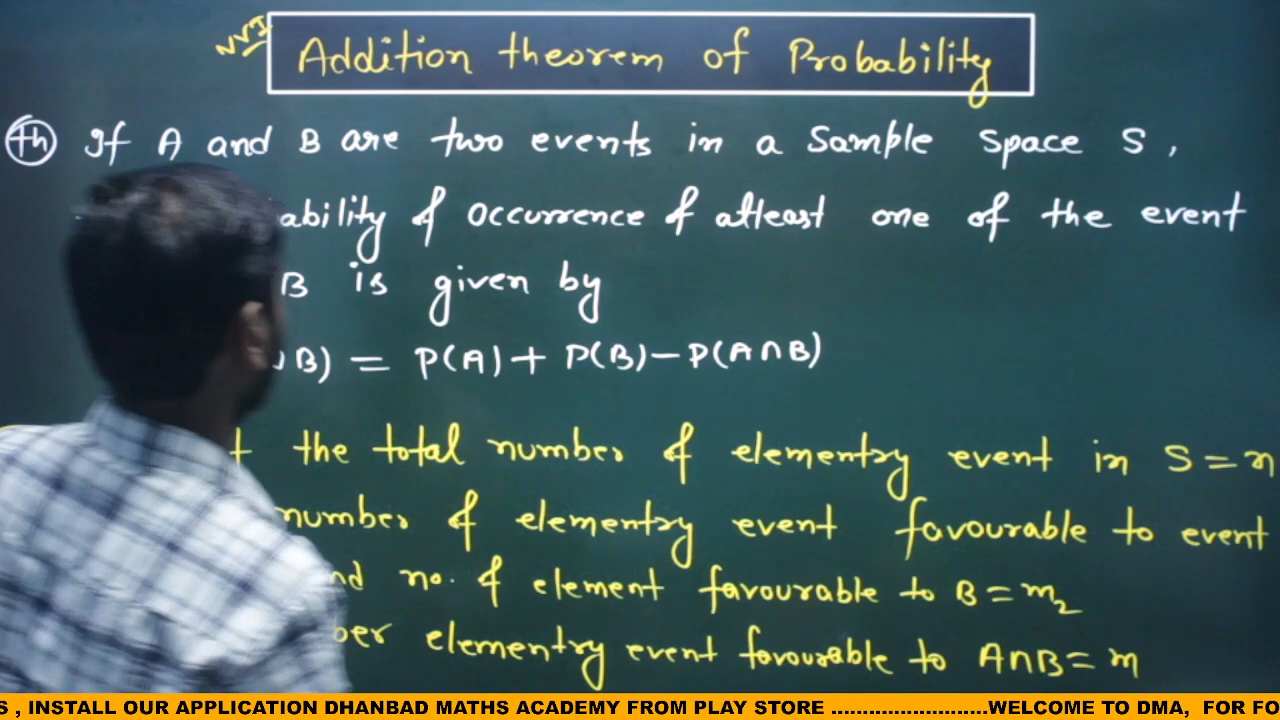 NVI
Addition theorem of Probability
th If A and B are two events in a Sample Space S,
ability of occurrence of atleast one of the event
B is given by
B) = P(A) + P(B) - P(A∩B)
the total number of elementry event in S = n
number of elementry event favourable to event
nd no. of element favourable to B = m₂
ber elementry event favourable to A∩B = m
S , INSTALL OUR APPLICATION DHANBAD MATHS ACADEMY FROM PLAY STORE .........................WELCOME TO DMA, FOR FO